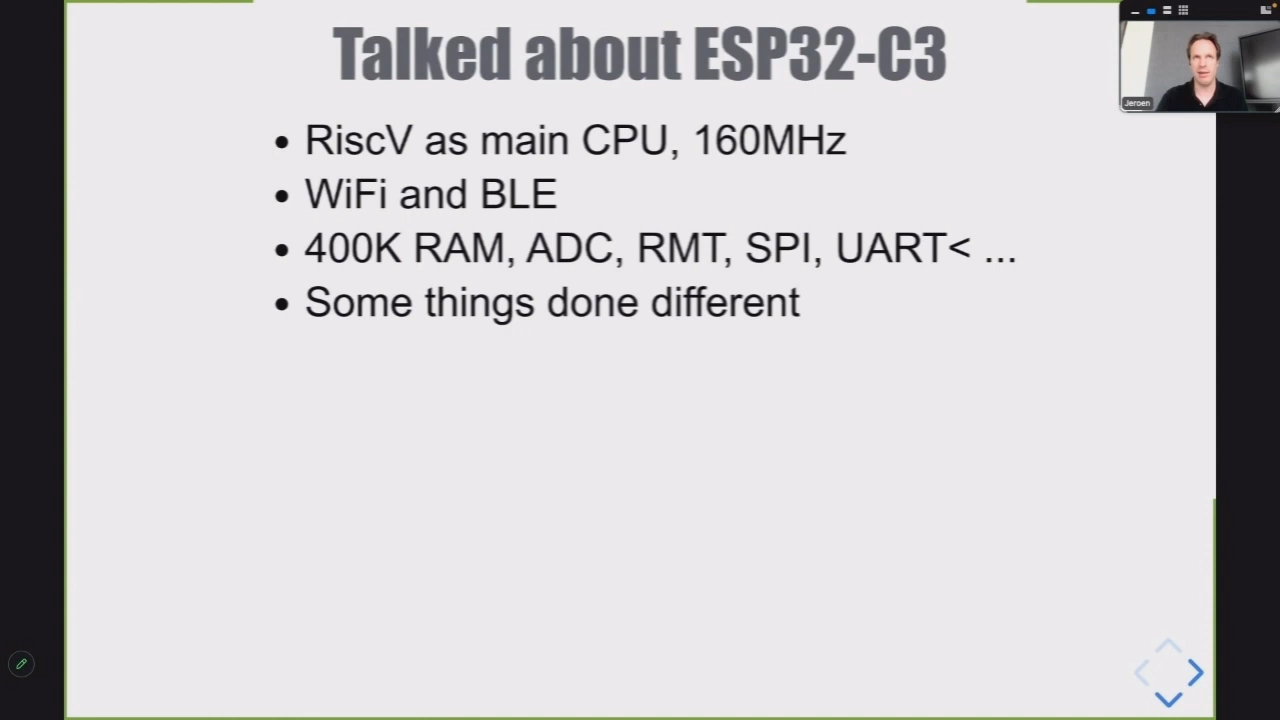 Talked about ESP32-C3
RiscV as main CPU, 160MHz
WiFi and BLE
400K RAM, ADC, RMT, SPI, UART< ...
Some things done different
Jeroen